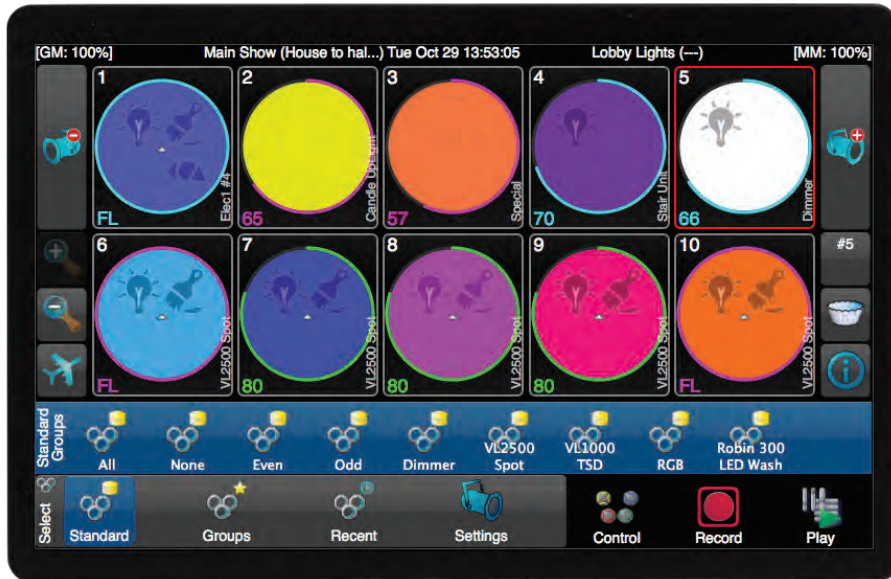 [GM: 100%] Main Show (House to hal...) Tue Oct 29 13:53:05 Lobby Lights (---) [MM: 100%]
1 2 3 4 5
Elec1 #4 Candle UpLight Special Stair Unit Dimmer
FL 65 57 70 66
6 7 8 9 10
#5
VL2500 Spot VL2500 Spot VL2500 Spot VL2500 Spot VL2500 Spot
FL 80 80 80 FL
Standard
Groups
All None Even Odd Dimmer VL2500 Spot VL1000 TSD RGB Robin 300 LED Wash
Select
Standard Groups Recent Settings Control Record Play